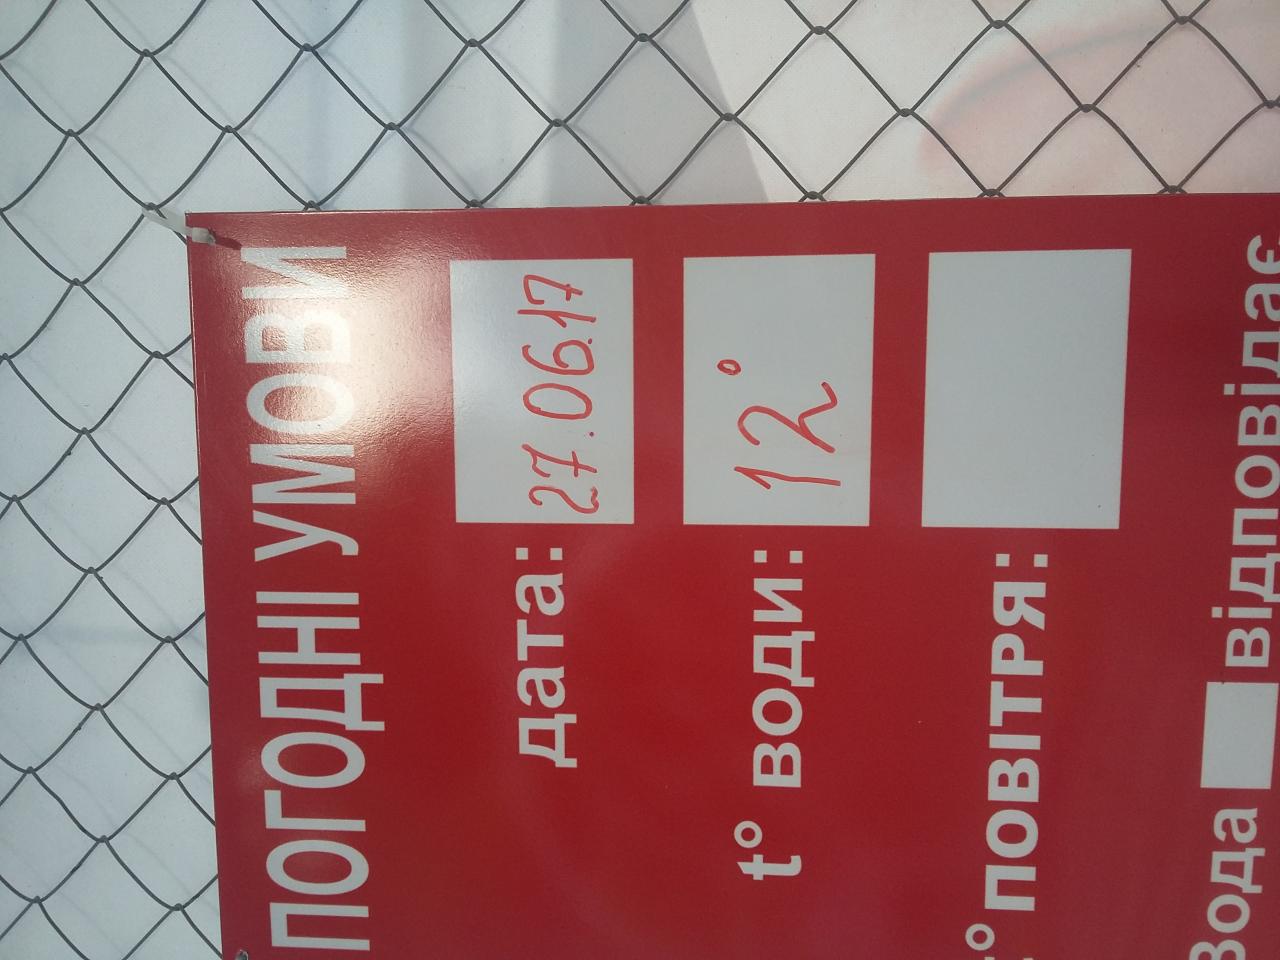 ПОГОДНІ УМОВИ
дата: 27.06.17
t° води: 12°
° повітря:
Вода відповідає